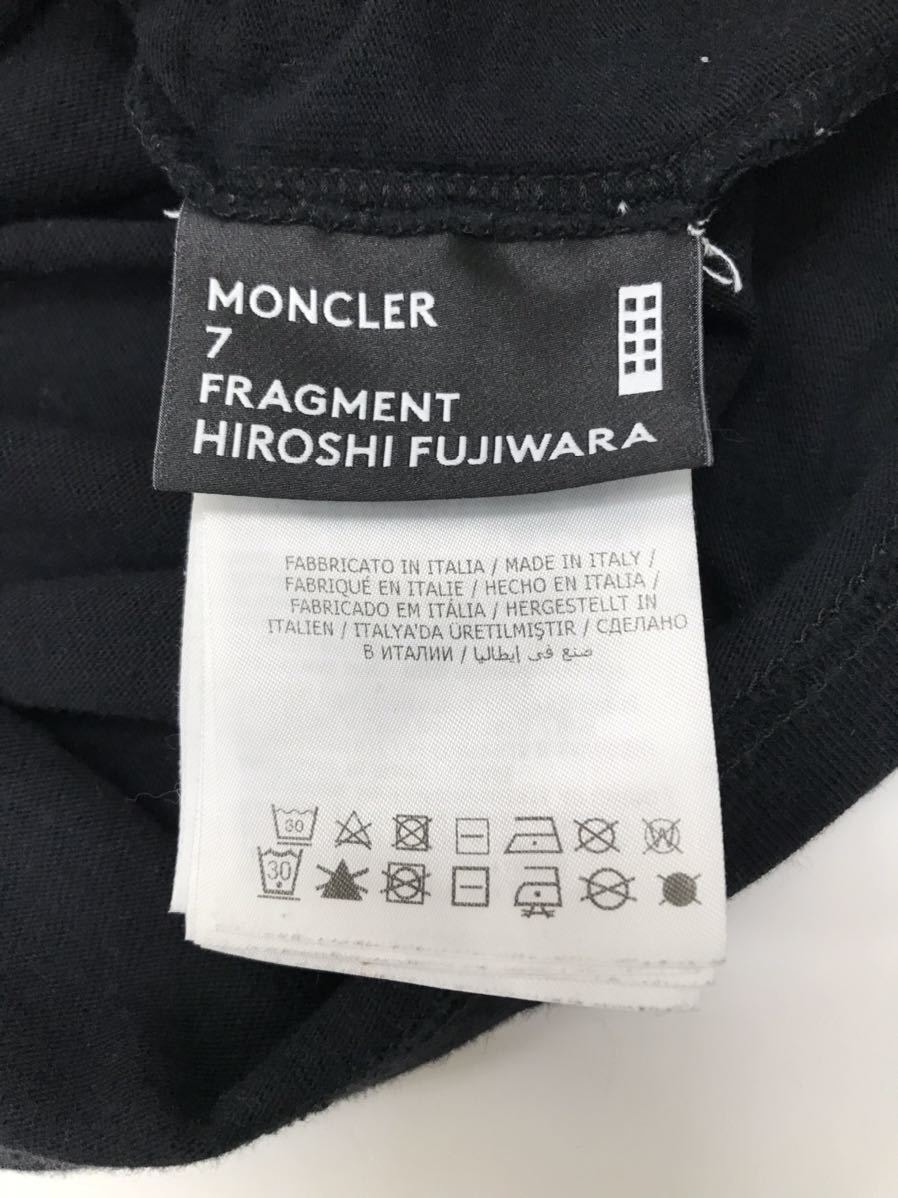 MONCLER
7
FRAGMENT
HIROSHI FUJIWARA
FABBRICATO IN ITALIA / MADE IN ITALY /
FABRIQUÉ EN ITALIE / HECHO EN ITALIA /
FABRICADO EM ITÁLIA / HERGESTELLT IN
ITALIEN / ITALYA'DA ÜRETILMIŞTIR / СДЕЛАНО
В ИТАЛИИ / صنع في إيطاليا
30 W
30